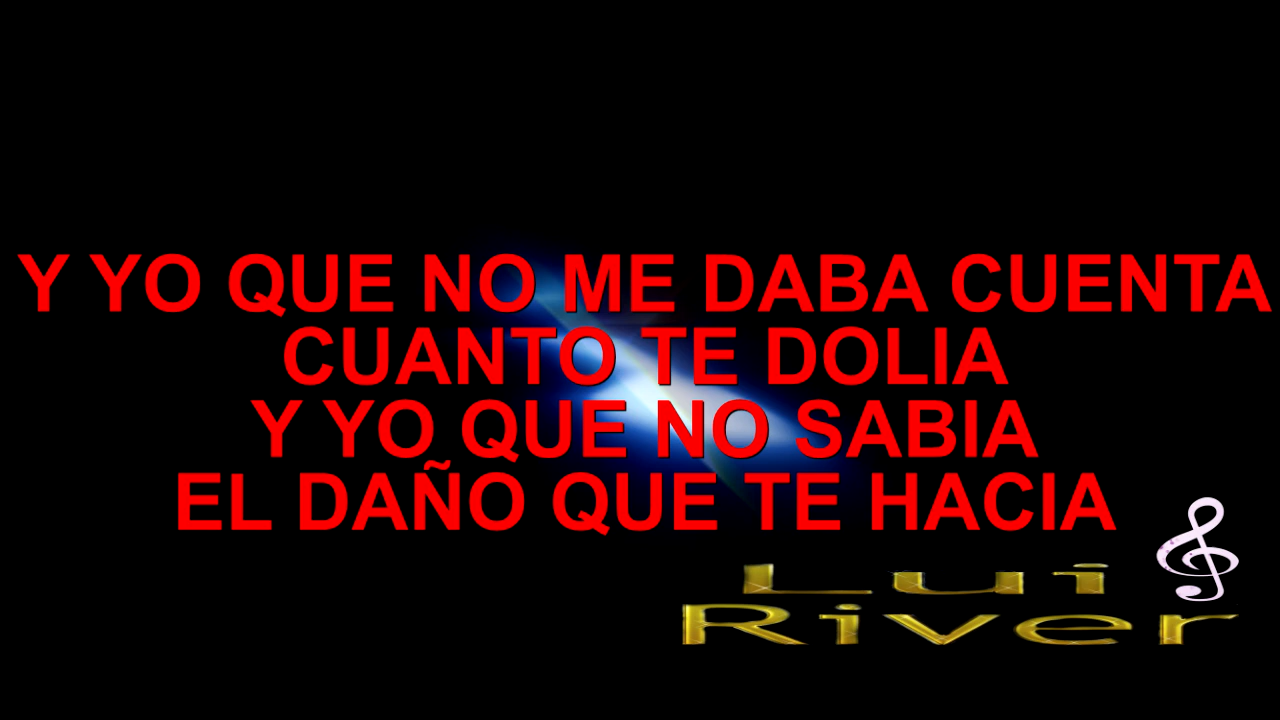 Y YO QUE NO ME DABA CUENTA
CUANTO TE DOLIA
Y YO QUE NO SABIA
EL DAÑO QUE TE HACIA
Lui
River